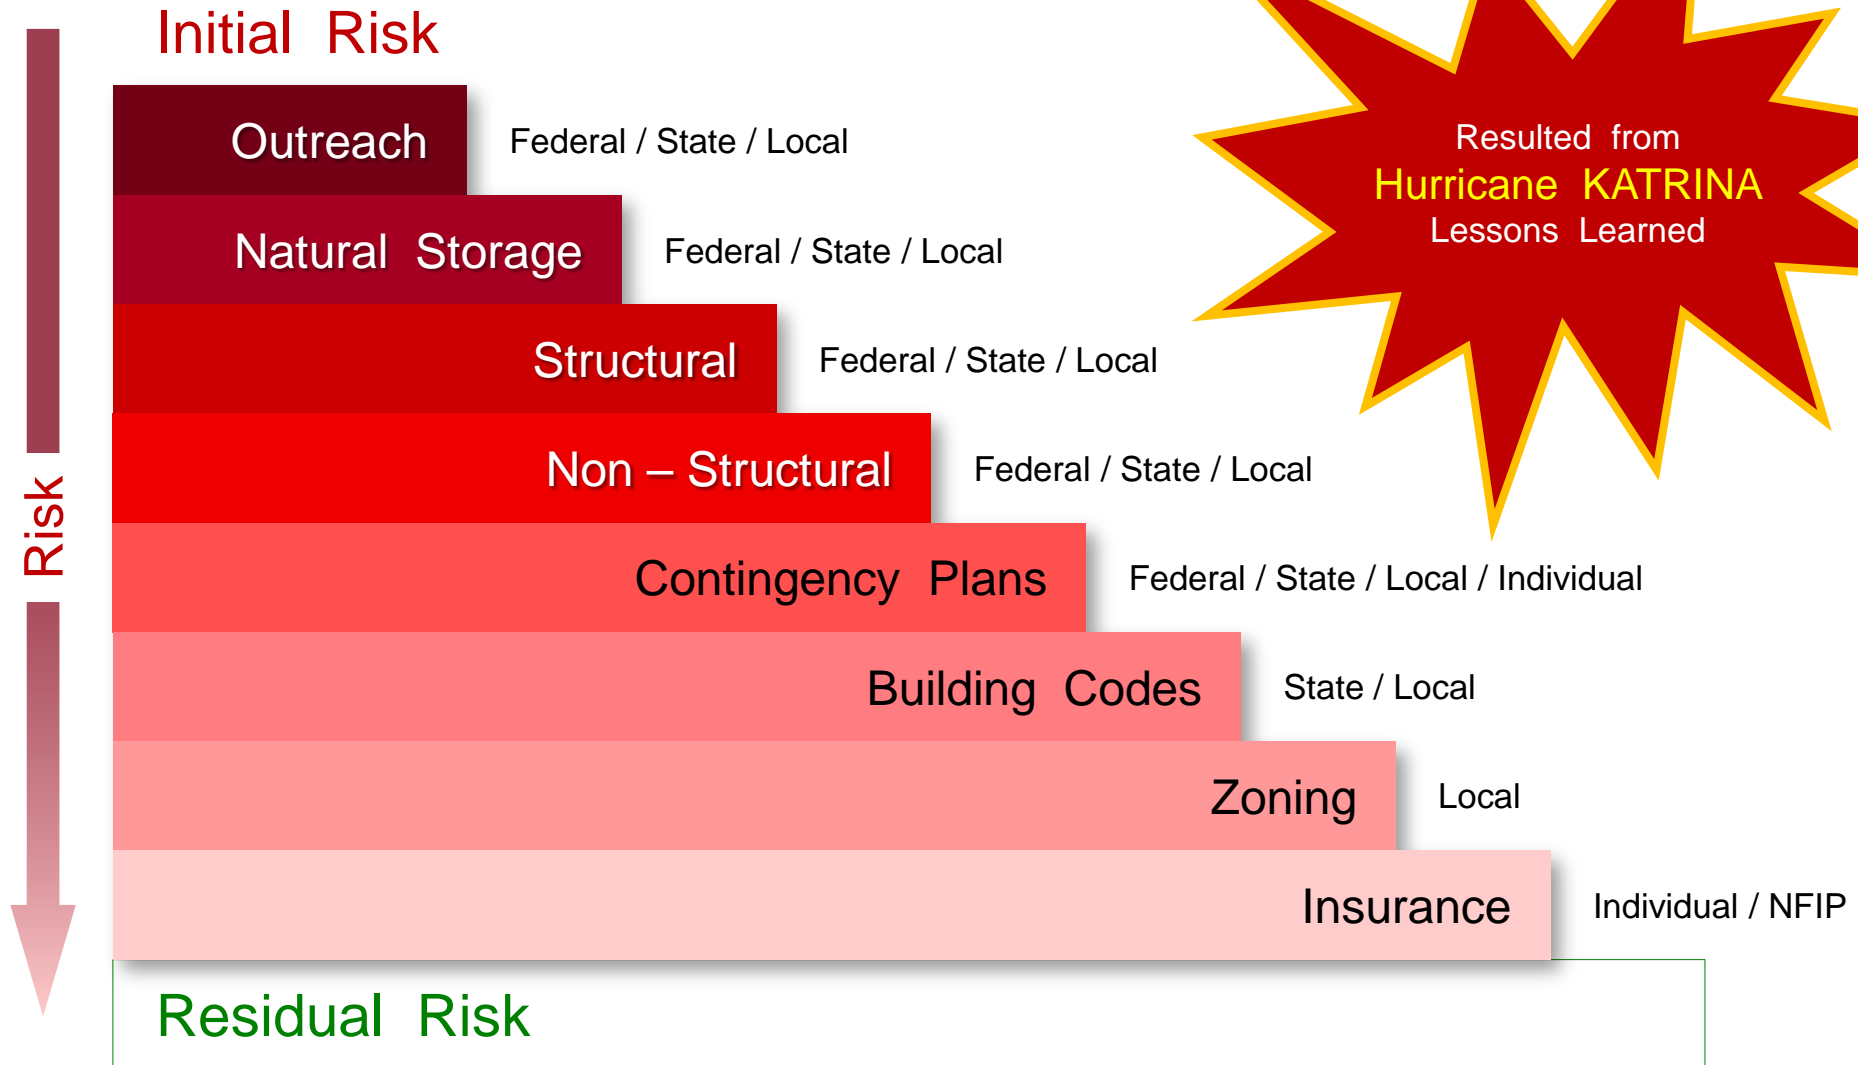 Initial Risk
Outreach
Federal / State / Local
Natural Storage
Federal / State / Local
Structural
Federal / State / Local
Non – Structural
Federal / State / Local
Contingency Plans
Federal / State / Local / Individual
Building Codes
State / Local
Zoning
Local
Insurance
Individual / NFIP
Residual Risk
Risk
Resulted from
Hurricane KATRINA
Lessons Learned